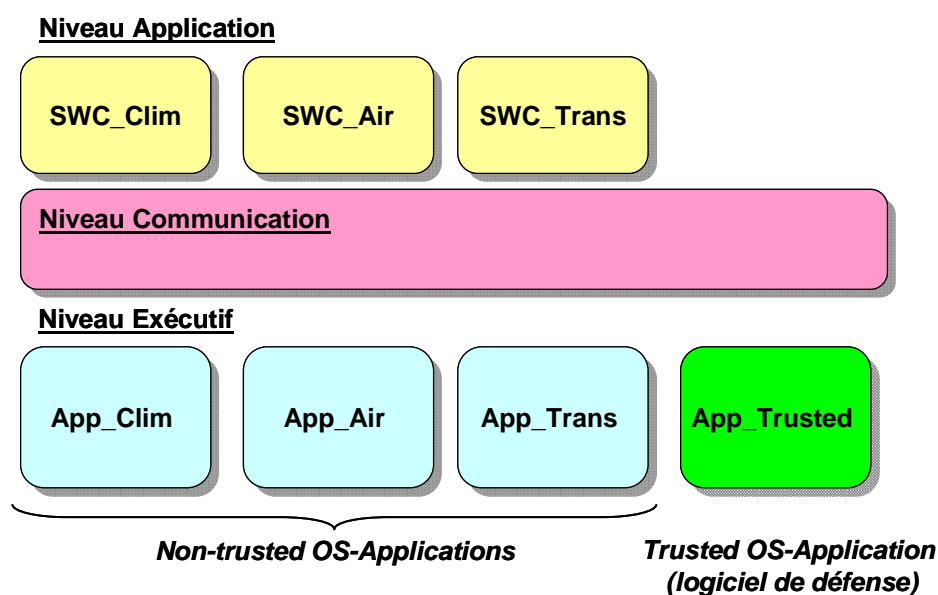 Niveau Application
SWC_Clim
SWC_Air
SWC_Trans
Niveau Communication
Niveau Exécutif
App_Clim
App_Air
App_Trans
App_Trusted
Non-trusted OS-Applications
Trusted OS-Application
(logiciel de défense)